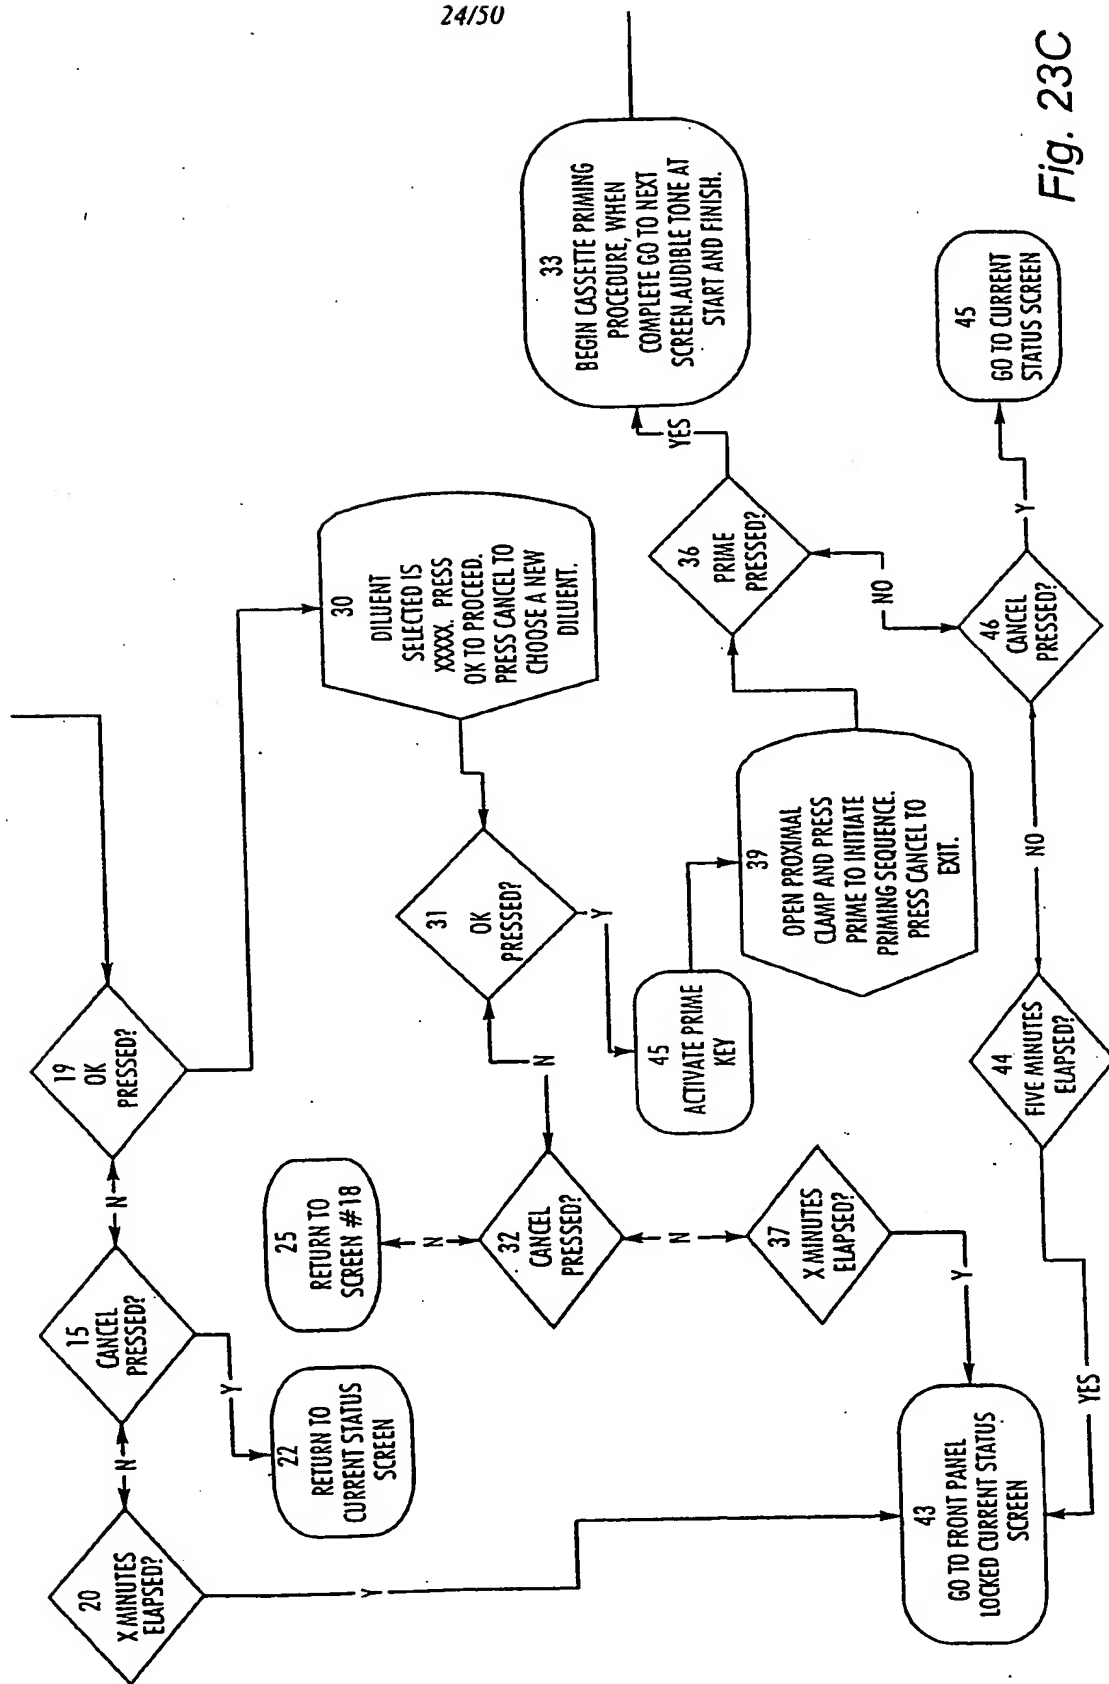 24/50
20
X MINUTES
ELAPSED?
N
15
CANCEL
PRESSED?
N
19
OK
PRESSED?
Y
22
RETURN TO
CURRENT STATUS
SCREEN
25
RETURN TO
SCREEN #18
30
DILUENT
SELECTED IS
XXXXX. PRESS
OK TO PROCEED.
PRESS CANCEL TO
CHOOSE A NEW
DILUENT.
Y
N
32
CANCEL
PRESSED?
N
31
OK
PRESSED?
N
37
X MINUTES
ELAPSED?
Y
Y
45
ACTIVATE PRIME
KEY
39
OPEN PROXIMAL
CLAMP AND PRESS
PRIME TO INITIATE
PRIMING SEQUENCE.
PRESS CANCEL TO
EXIT.
36
PRIME
PRESSED?
YES
33
BEGIN CASSETTE PRIMING
PROCEDURE, WHEN
COMPLETE GO TO NEXT
SCREEN.AUDIBLE TONE AT
START AND FINISH.
NO
43
GO TO FRONT PANEL
LOCKED CURRENT STATUS
SCREEN
YES
44
FIVE MINUTES
ELAPSED?
NO
46
CANCEL
PRESSED?
Y
45
GO TO CURRENT
STATUS SCREEN
Fig. 23C